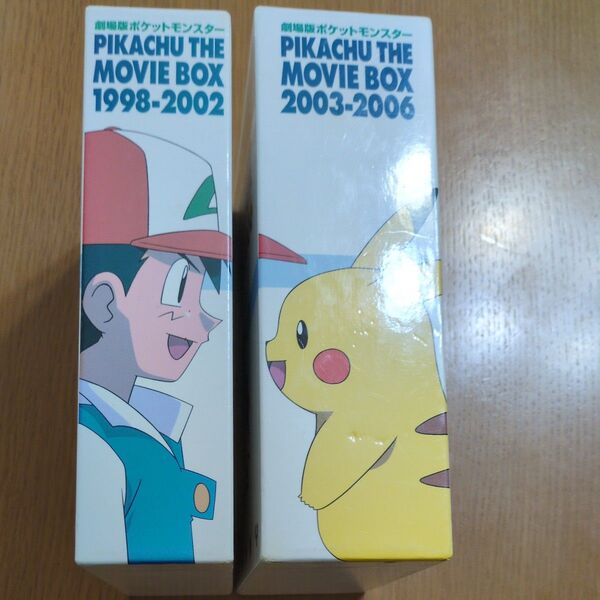 劇場版ポケットモンスター
PIKACHU THE
MOVIE BOX
1998-2002
劇場版ポケットモンスター
PIKACHU THE
MOVIE BOX
2003-2006